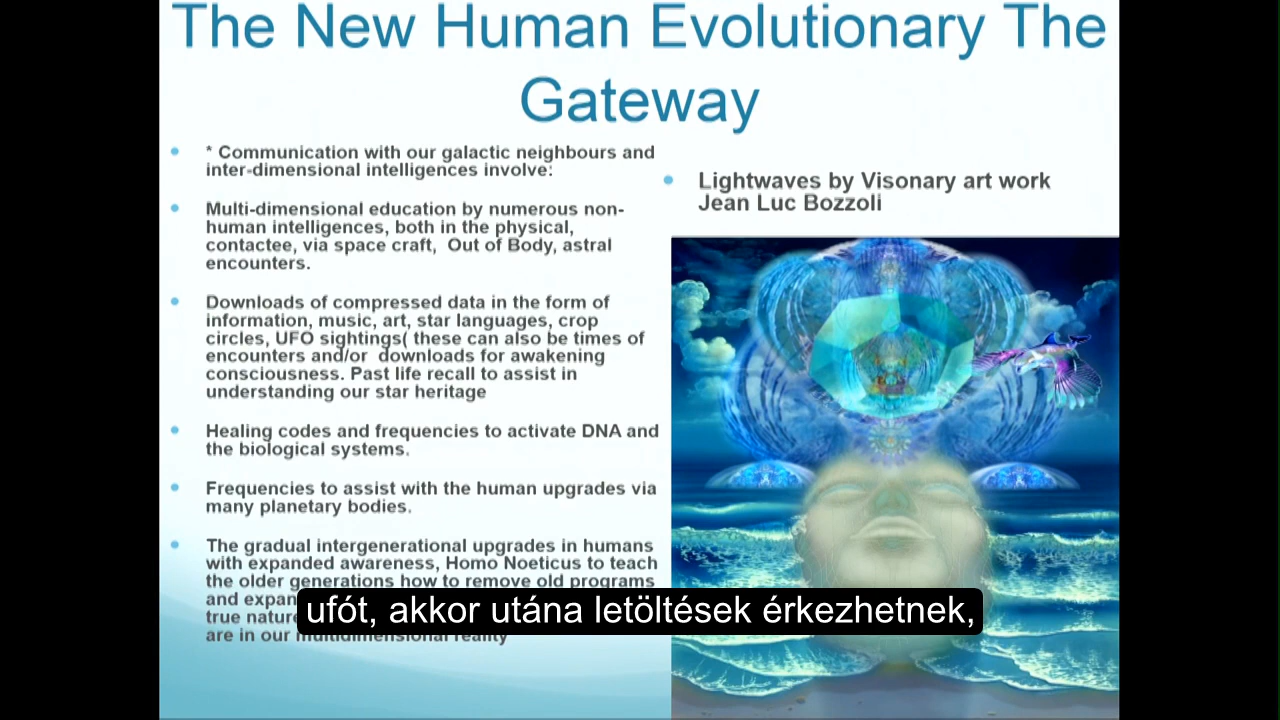 The New Human Evolutionary The
Gateway
* Communication with our galactic neighbours and
inter-dimensional intelligences involve:
Multi-dimensional education by numerous non-
human intelligences, both in the physical,
contactee, via space craft, Out of Body, astral
encounters.
Downloads of compressed data in the form of
information, music, art, star languages, crop
circles, UFO sightings( these can also be times of
encounters and/or downloads for awakening
consciousness. Past life recall to assist in
understanding our star heritage
Healing codes and frequencies to activate DNA and
the biological systems.
Frequencies to assist with the human upgrades via
many planetary bodies.
The gradual intergenerational upgrades in humans
with expanded awareness, Homo Noeticus to teach
the older generations how to remove old programs
and expan
true nature
are in our multidimensional reality
Lightwaves by Visonary art work
Jean Luc Bozzoli
ufót, akkor utána letöltések érkezhetnek,